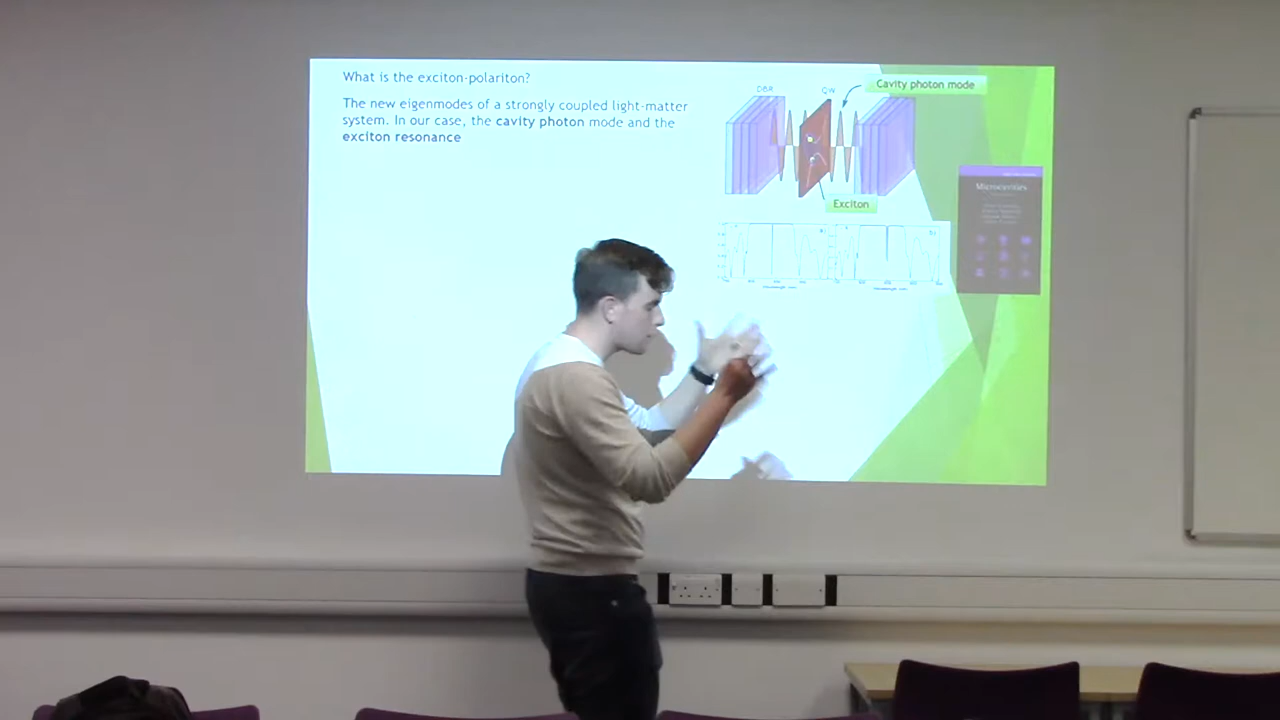 What is the exciton-polariton?
The new eigenmodes of a strongly coupled light-matter
system. In our case, the cavity photon mode and the
exciton resonance
DBR
QW
Cavity photon mode
Exciton
Microcavities